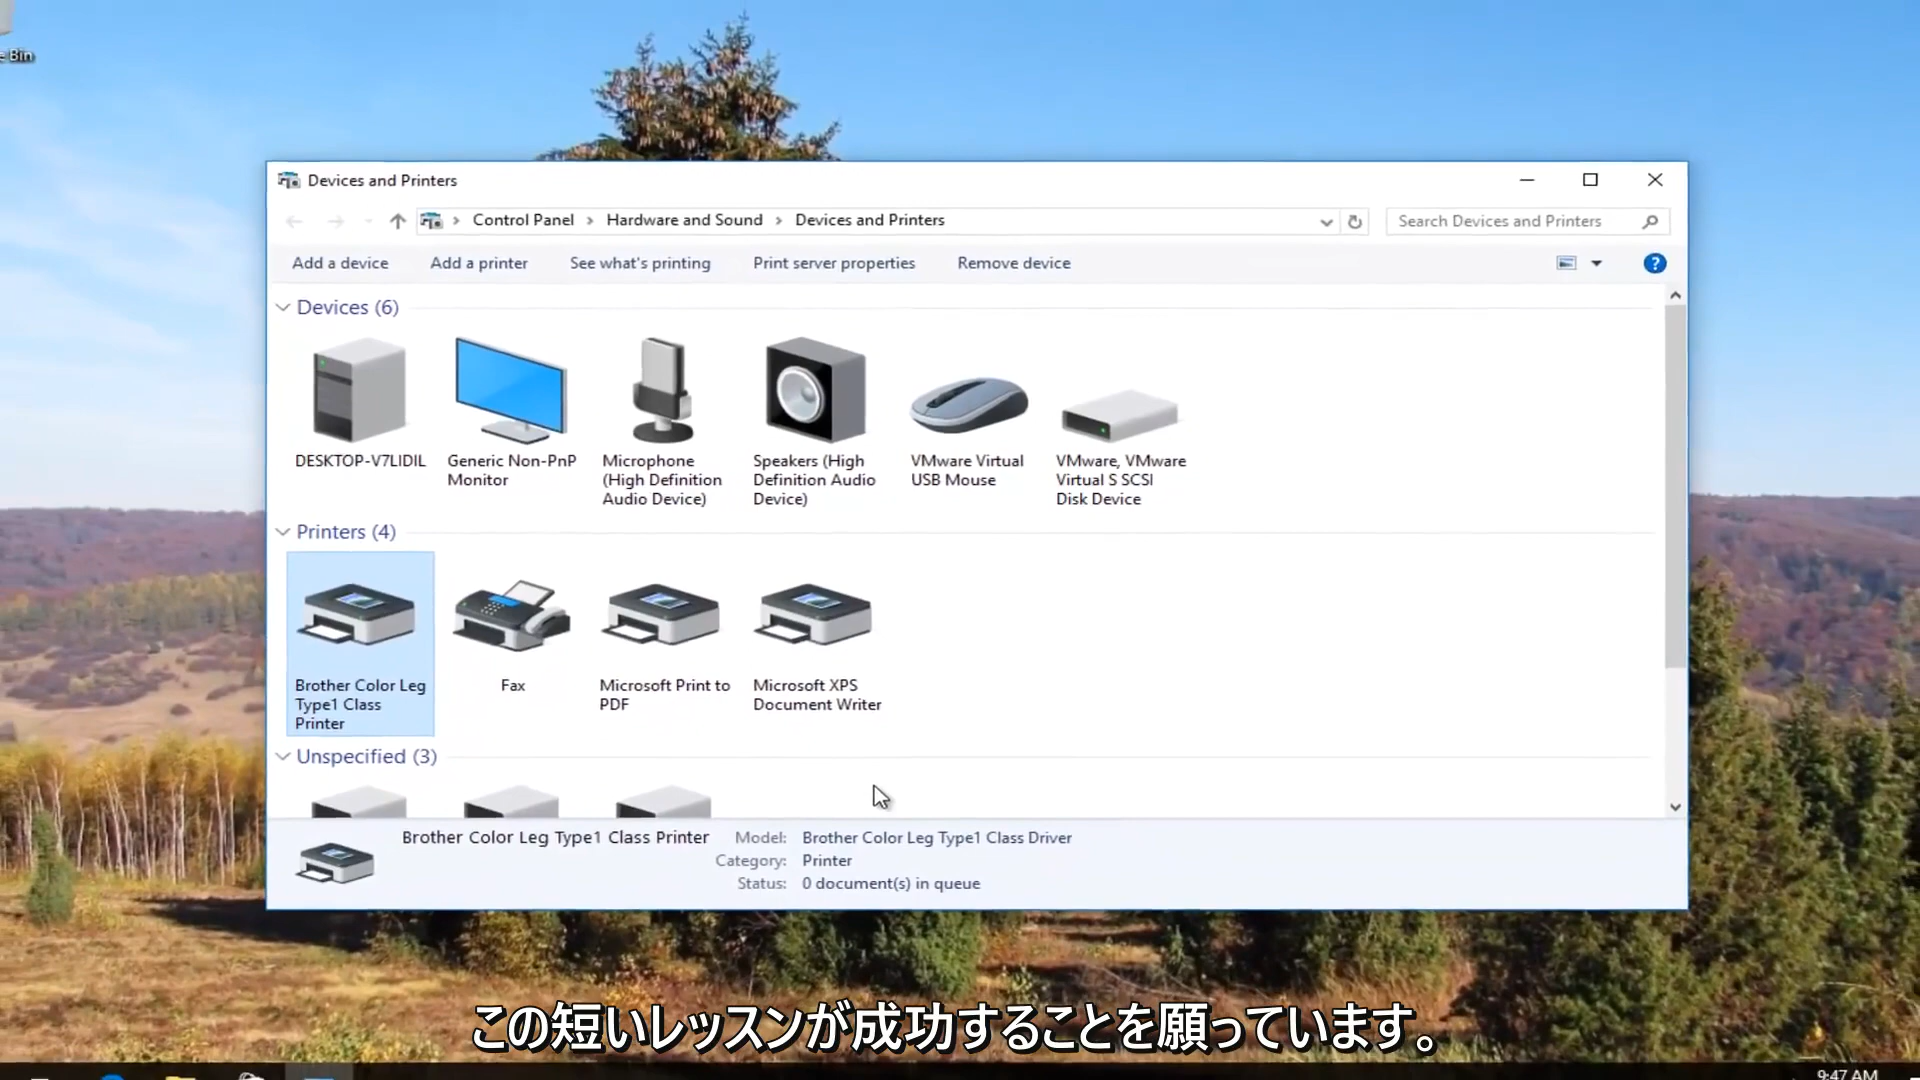 e Bin
Devices and Printers
Control Panel > Hardware and Sound > Devices and Printers
Search Devices and Printers
Add a device
Add a printer
See what's printing
Print server properties
Remove device
?
Devices (6)
DESKTOP-V7LIDIL
Generic Non-PnP
Monitor
Microphone
(High Definition
Audio Device)
Speakers (High
Definition Audio
Device)
VMware Virtual
USB Mouse
VMware, VMware
Virtual S SCSI
Disk Device
Printers (4)
Brother Color Leg
Type1 Class
Printer
Fax
Microsoft Print to
PDF
Microsoft XPS
Document Writer
Unspecified (3)
Brother Color Leg Type1 Class Printer
Model: Brother Color Leg Type1 Class Driver
Category: Printer
Status: 0 document(s) in queue
この短いレッスンが成功することを願っています。
9:47 AM